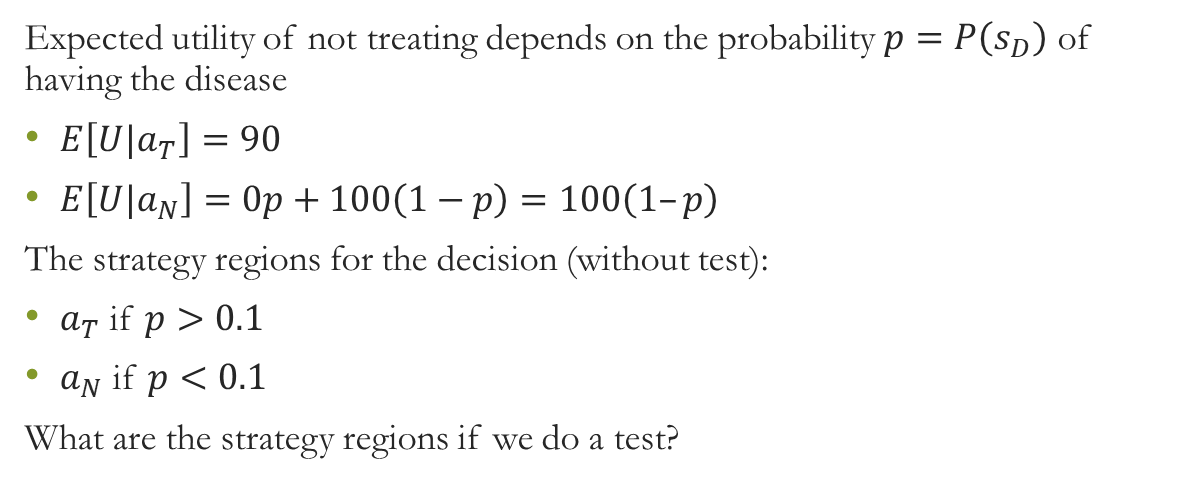 Expected utility of not treating depends on the probability 𝑝 = 𝑃(𝑠_𝐷) of
having the disease
• 𝐸[𝑈|𝑎_𝑇] = 90
• 𝐸[𝑈|𝑎_𝑁] = 0𝑝 + 100(1 − 𝑝) = 100(1–𝑝)
The strategy regions for the decision (without test):
• 𝑎_𝑇 if 𝑝 > 0.1
• 𝑎_𝑁 if 𝑝 < 0.1
What are the strategy regions if we do a test?